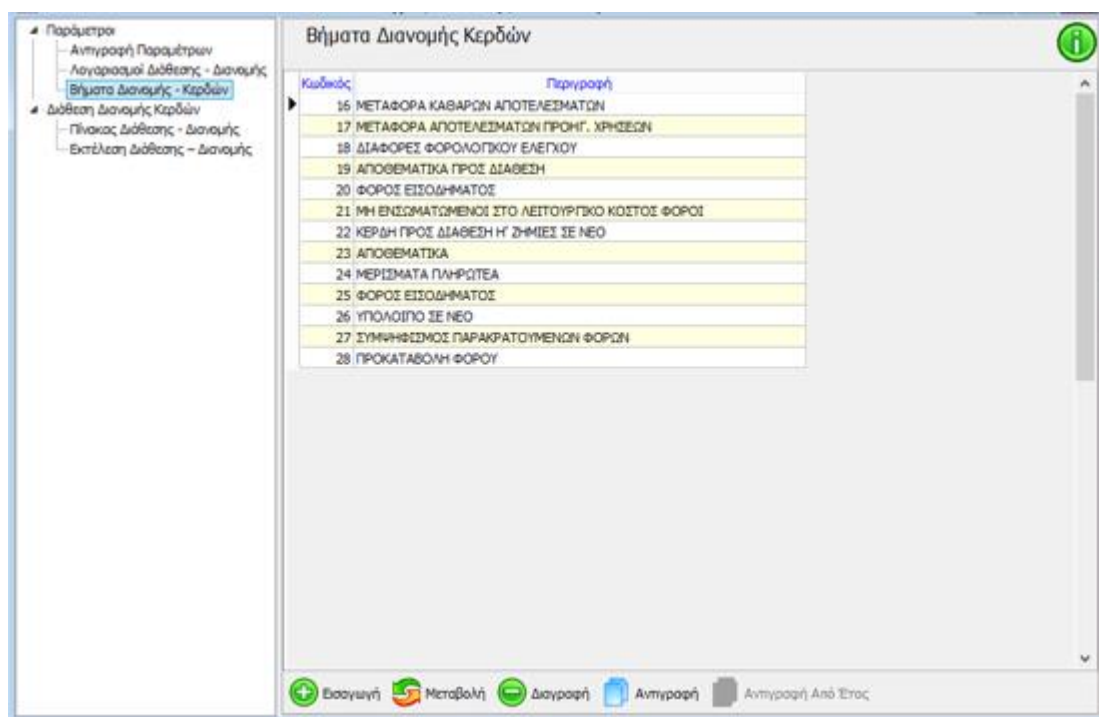 Παράμετροι
Αντιγραφή Παραμέτρων
Λογαριασμοί Διάθεσης - Διανομής
Βήματα Διανομής - Κερδών
Διάθεση Διανομής Κερδών
Πίνακας Διάθεσης - Διανομής
Εκτέλεση Διάθεσης – Διανομής
Βήματα Διανομής Κερδών
Κωδικός Περιγραφή
16 ΜΕΤΑΦΟΡΑ ΚΑΘΑΡΩΝ ΑΠΟΤΕΛΕΣΜΑΤΩΝ
17 ΜΕΤΑΦΟΡΑ ΑΠΟΤΕΛΕΣΜΑΤΩΝ ΠΡΟΗΓ. ΧΡΗΣΕΩΝ
18 ΔΙΑΦΟΡΕΣ ΦΟΡΟΛΟΓΙΚΟΥ ΕΛΕΓΧΟΥ
19 ΑΠΟΘΕΜΑΤΙΚΑ ΠΡΟΣ ΔΙΑΘΕΣΗ
20 ΦΟΡΟΣ ΕΙΣΟΔΗΜΑΤΟΣ
21 ΜΗ ΕΝΣΩΜΑΤΩΜΕΝΟΙ ΣΤΟ ΛΕΙΤΟΥΡΓΙΚΟ ΚΟΣΤΟΣ ΦΟΡΟΙ
22 ΚΕΡΔΗ ΠΡΟΣ ΔΙΑΘΕΣΗ Η' ΖΗΜΙΕΣ ΣΕ ΝΕΟ
23 ΑΠΟΘΕΜΑΤΙΚΑ
24 ΜΕΡΙΣΜΑΤΑ ΠΛΗΡΩΤΕΑ
25 ΦΟΡΟΣ ΕΙΣΟΔΗΜΑΤΟΣ
26 ΥΠΟΛΟΙΠΟ ΣΕ ΝΕΟ
27 ΣΥΜΨΗΦΙΣΜΟΣ ΠΑΡΑΚΡΑΤΟΥΜΕΝΩΝ ΦΟΡΩΝ
28 ΠΡΟΚΑΤΑΒΟΛΗ ΦΟΡΟΥ
Εισαγωγή Μεταβολή Διαγραφή Αντιγραφή Αντιγραφή Από Έτος